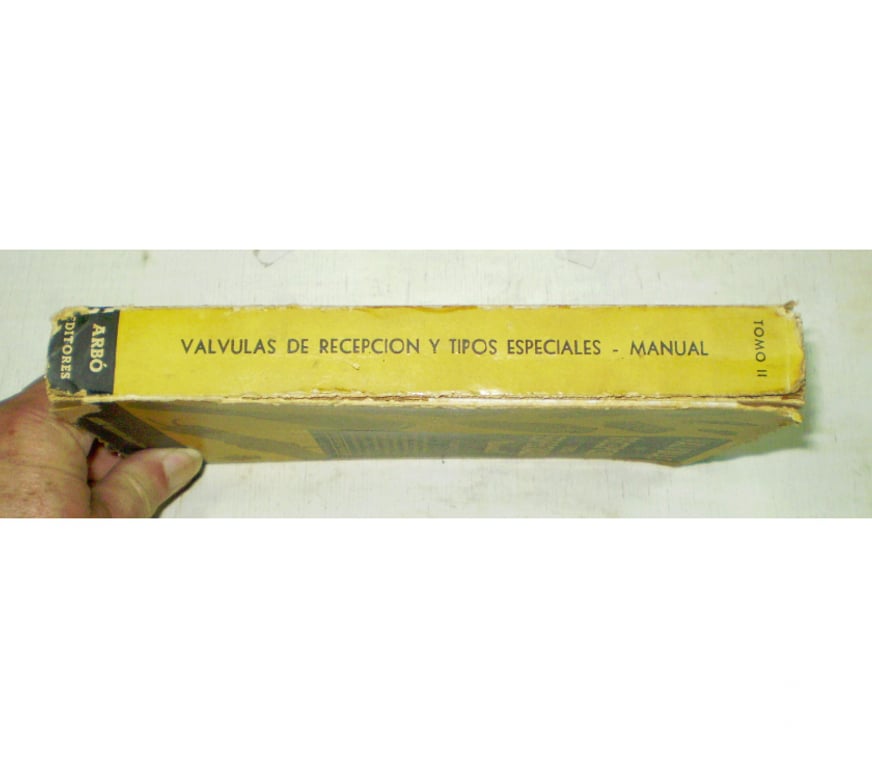 ARBÓ
EDITORES
VALVULAS DE RECEPCION Y TIPOS ESPECIALES - MANUAL
TOMO II